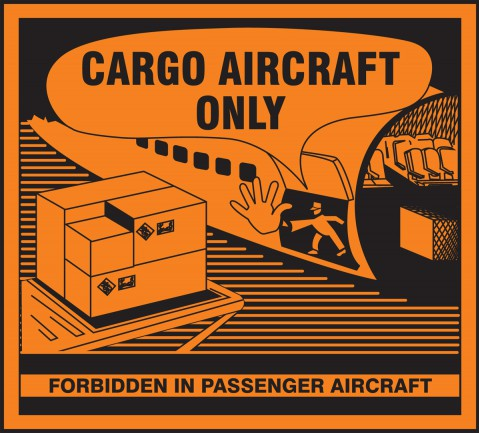 CARGO AIRCRAFT
ONLY
FORBIDDEN IN PASSENGER AIRCRAFT